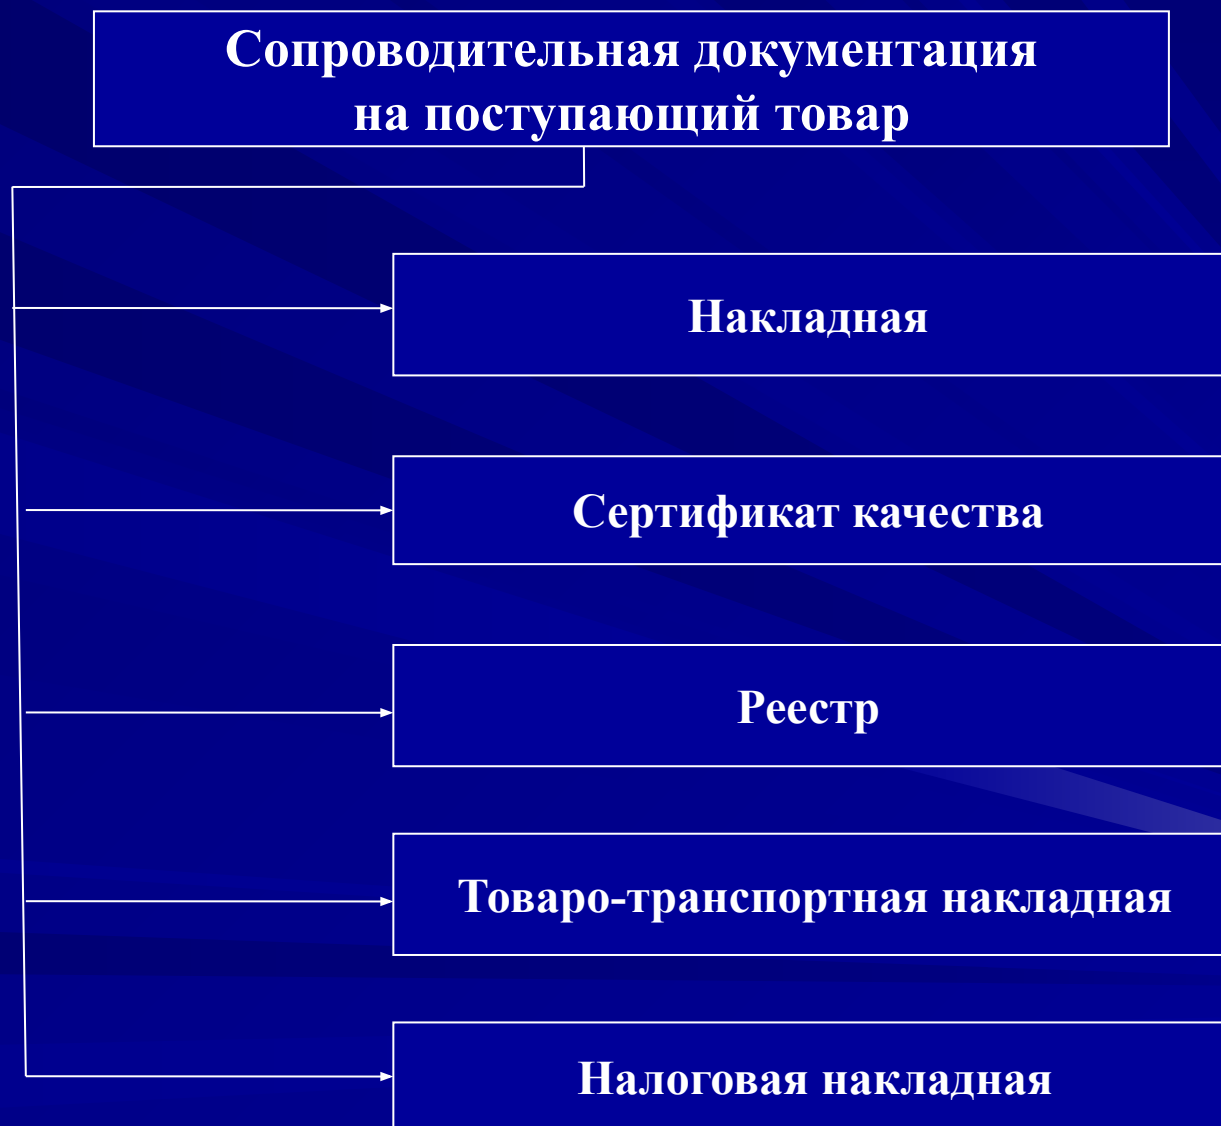 Сопроводительная документация
на поступающий товар
Накладная
Сертификат качества
Реестр
Товаро-транспортная накладная
Налоговая накладная